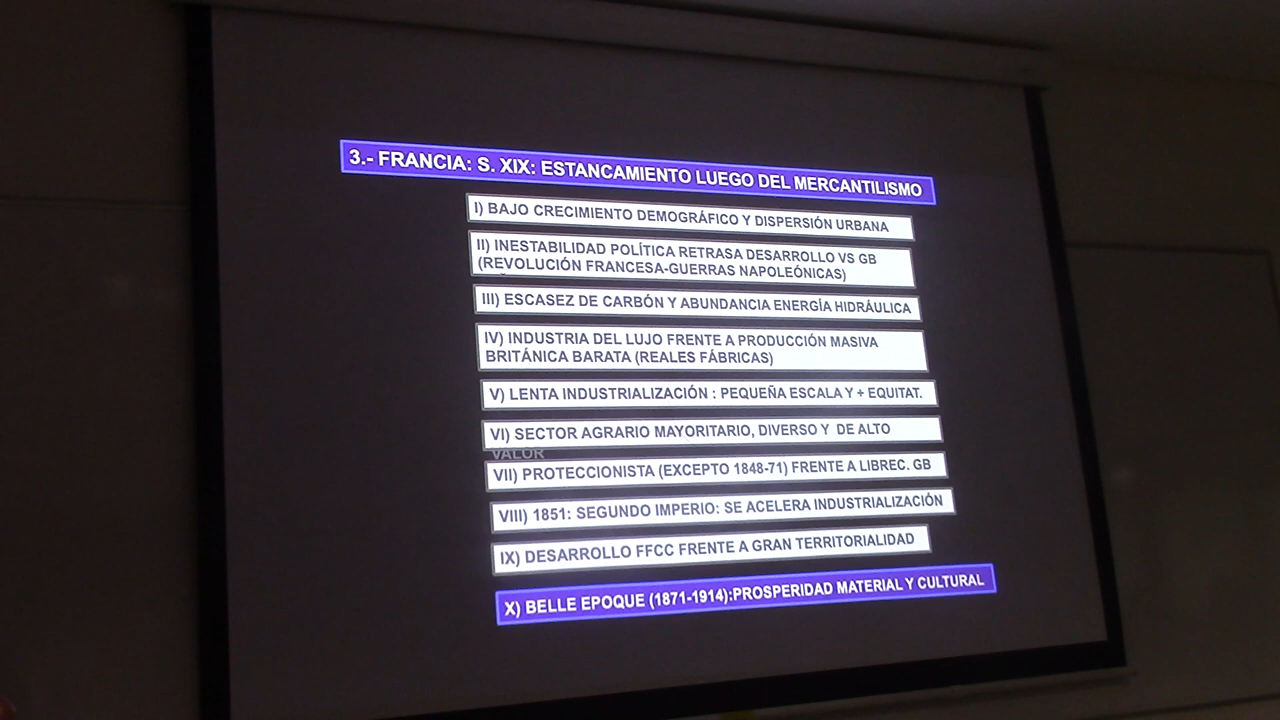 3.- FRANCIA: S. XIX: ESTANCAMIENTO LUEGO DEL MERCANTILISMO
I) BAJO CRECIMIENTO DEMOGRÁFICO Y DISPERSIÓN URBANA
II) INESTABILIDAD POLÍTICA RETRASA DESARROLLO VS GB
(REVOLUCIÓN FRANCESA-GUERRAS NAPOLEÓNICAS)
III) ESCASEZ DE CARBÓN Y ABUNDANCIA ENERGÍA HIDRÁULICA
IV) INDUSTRIA DEL LUJO FRENTE A PRODUCCIÓN MASIVA
BRITÁNICA BARATA (REALES FÁBRICAS)
V) LENTA INDUSTRIALIZACIÓN : PEQUEÑA ESCALA Y + EQUITAT.
VI) SECTOR AGRARIO MAYORITARIO, DIVERSO Y DE ALTO
VALOR
VII) PROTECCIONISTA (EXCEPTO 1848-71) FRENTE A LIBREC. GB
VIII) 1851: SEGUNDO IMPERIO: SE ACELERA INDUSTRIALIZACIÓN
IX) DESARROLLO FFCC FRENTE A GRAN TERRITORIALIDAD
X) BELLE EPOQUE (1871-1914):PROSPERIDAD MATERIAL Y CULTURAL